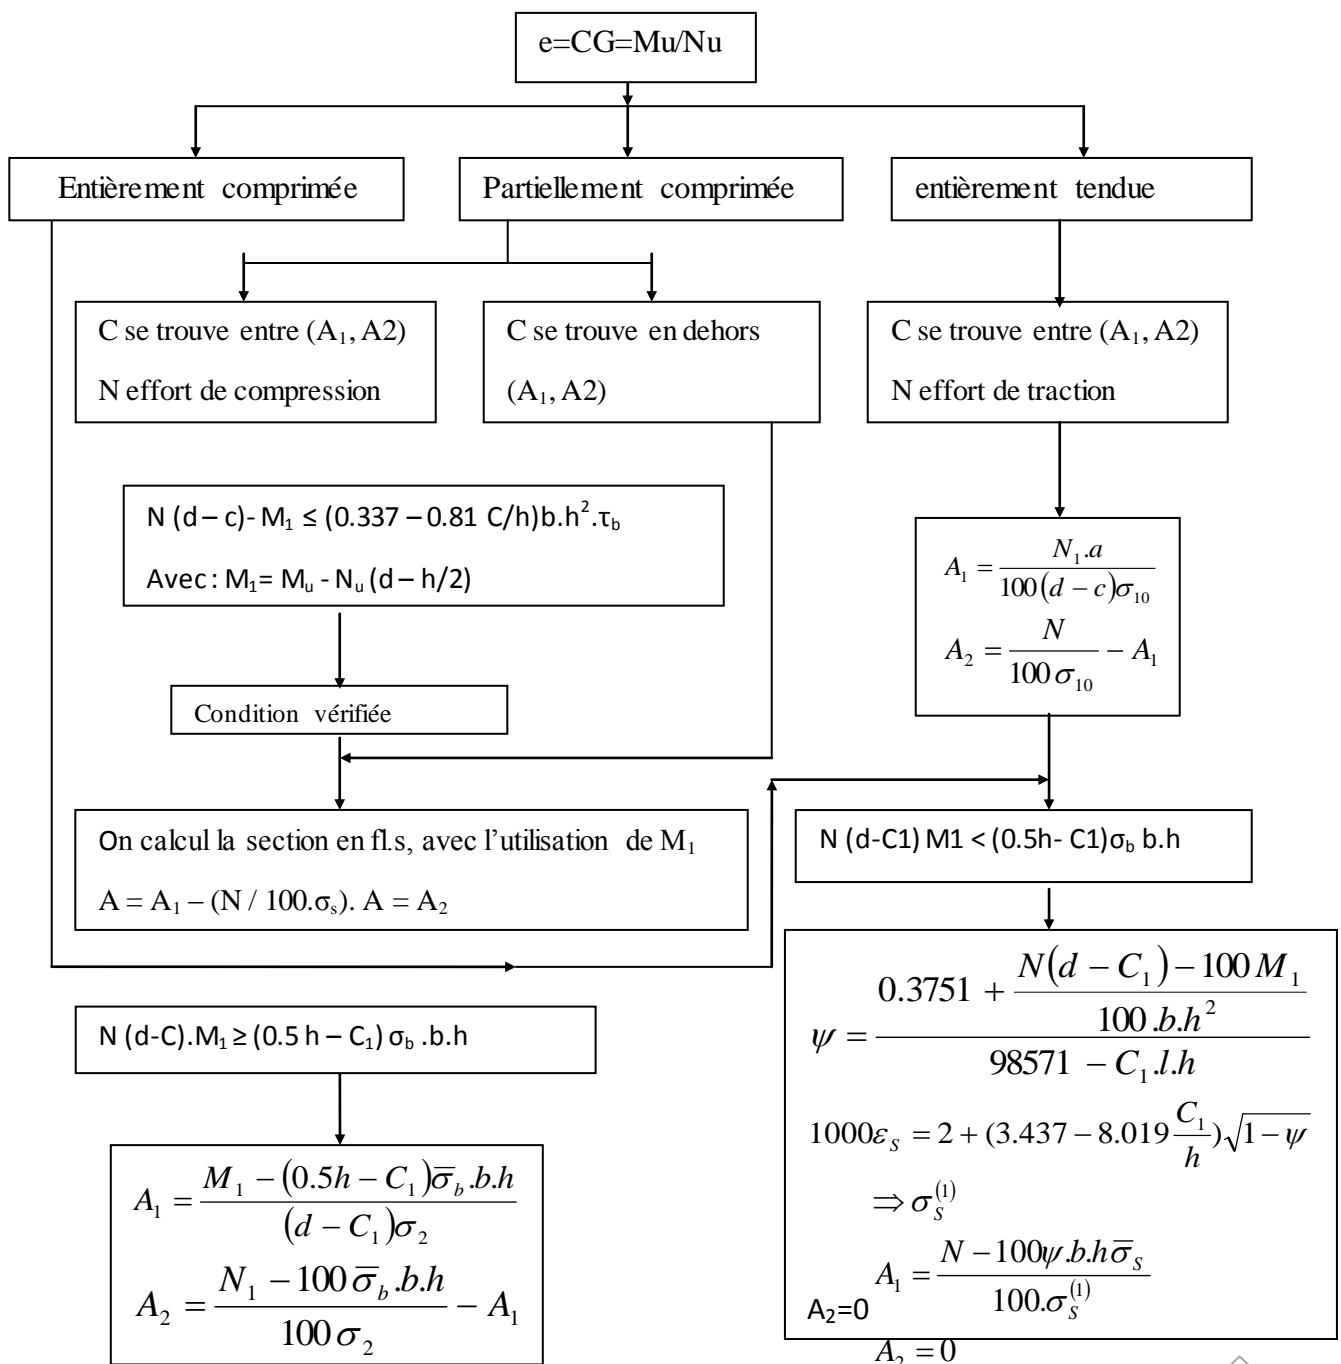 e=CG=Mu/Nu
Entièrement comprimée
Partiellement comprimée
entièrement tendue
C se trouve entre (A₁, A2)
N effort de compression
C se trouve en dehors
(A₁, A2)
C se trouve entre (A₁, A2)
N effort de traction
N (d – c)- M₁ ≤ (0.337 – 0.81 C/h)b.h².τ_b
Avec : M₁= M_u - N_u (d – h/2)
A₁ = N₁.a / 100(d – c)σ₁₀
A₂ = N / 100 σ₁₀ – A₁
Condition vérifiée
On calcul la section en fl.s, avec l’utilisation de M₁
A = A₁ – (N / 100.σ_s). A = A₂
N (d-C1) M1 < (0.5h- C1)σ_b b.h
N (d-C).M₁ ≥ (0.5 h – C₁) σ_b .b.h
A₁ = M₁ – (0.5h – C₁)σ̅_b.b.h / (d – C₁)σ₂
A₂ = N₁ – 100 σ̅_b.b.h / 100 σ₂ – A₁
ψ = (0.3751 + (N(d – C₁) – 100 M₁) / (100 .b.h²)) / (98571 – C₁.l.h)
1000ε_S = 2 + (3.437 – 8.019 C₁/h)√(1 – ψ)
⇒ σ_S^(1)
A₁ = N – 100ψ.b.hσ̅_S / 100.σ_S^(1)
A₂=0
A₂ = 0